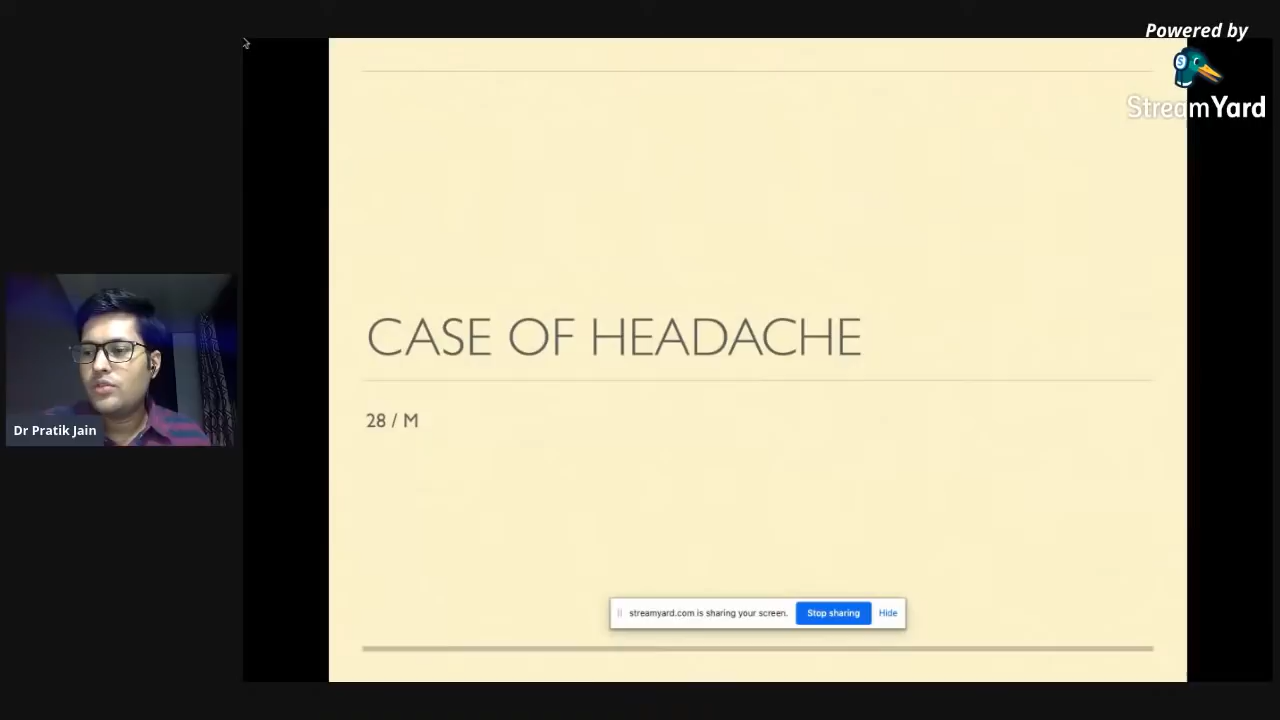 Powered by
StreamYard
CASE OF HEADACHE
28 / M
Dr Pratik Jain
streamyard.com is sharing your screen.
Stop sharing
Hide